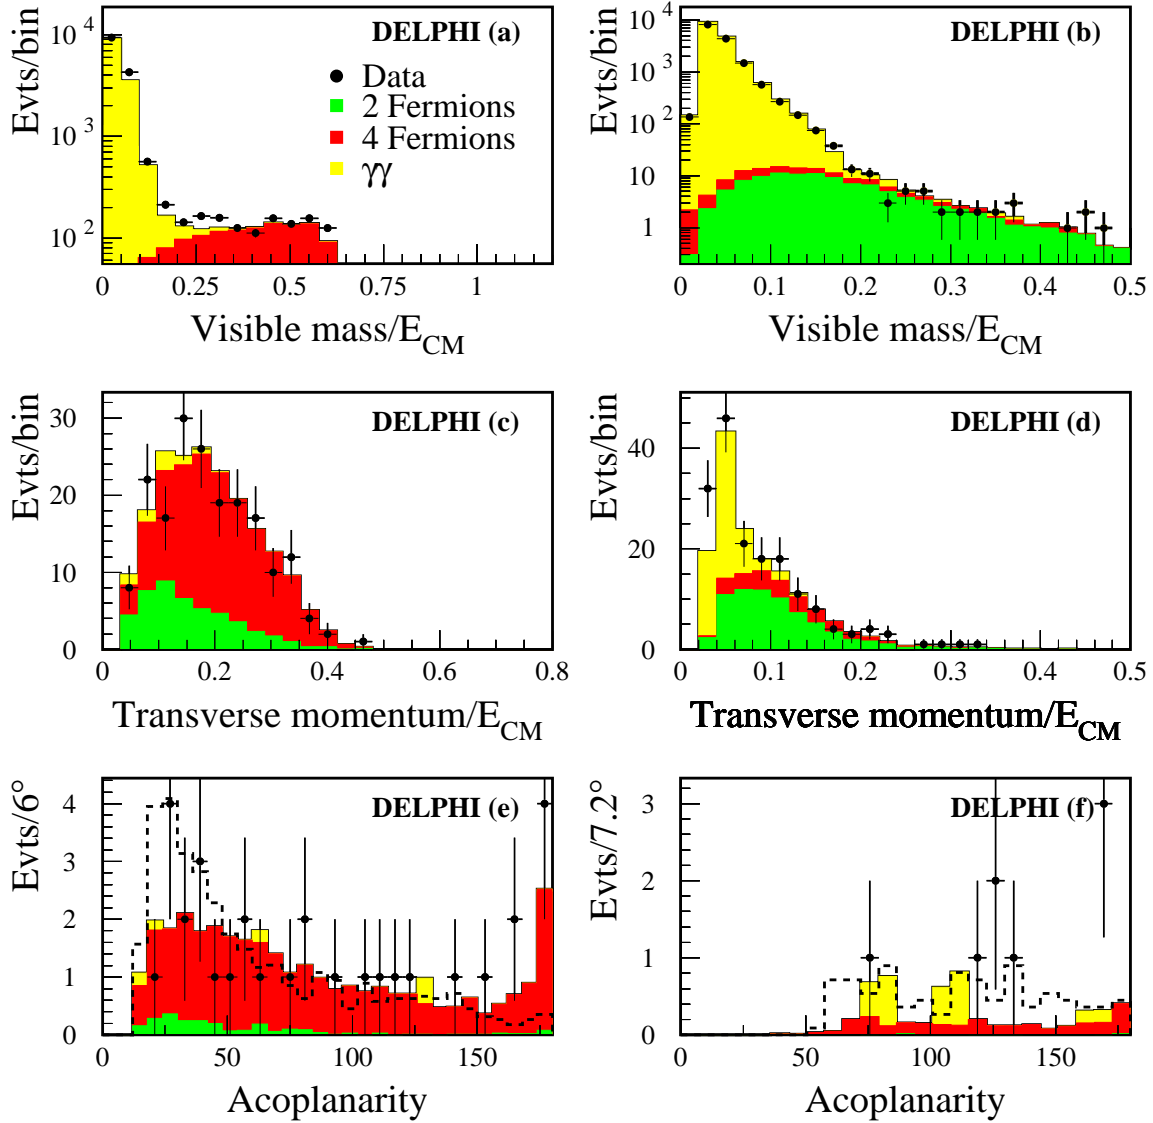 DELPHI (a)
Evts/bin
10^4
10^3
10^2
Data
2 Fermions
4 Fermions
γγ
0 0.25 0.5 0.75 1
Visible mass/E_CM
DELPHI (b)
Evts/bin
10^4
10^3
10^2
10
1
0 0.1 0.2 0.3 0.4 0.5
Visible mass/E_CM
DELPHI (c)
Evts/bin
30
20
10
0
0 0.2 0.4 0.6 0.8
Transverse momentum/E_CM
DELPHI (d)
Evts/bin
40
20
0
0 0.1 0.2 0.3 0.4 0.5
Transverse momentum/E_CM
DELPHI (e)
Evts/6°
4
3
2
1
0
0 50 100 150
Acoplanarity
DELPHI (f)
Evts/7.2°
3
2
1
0
0 50 100 150
Acoplanarity